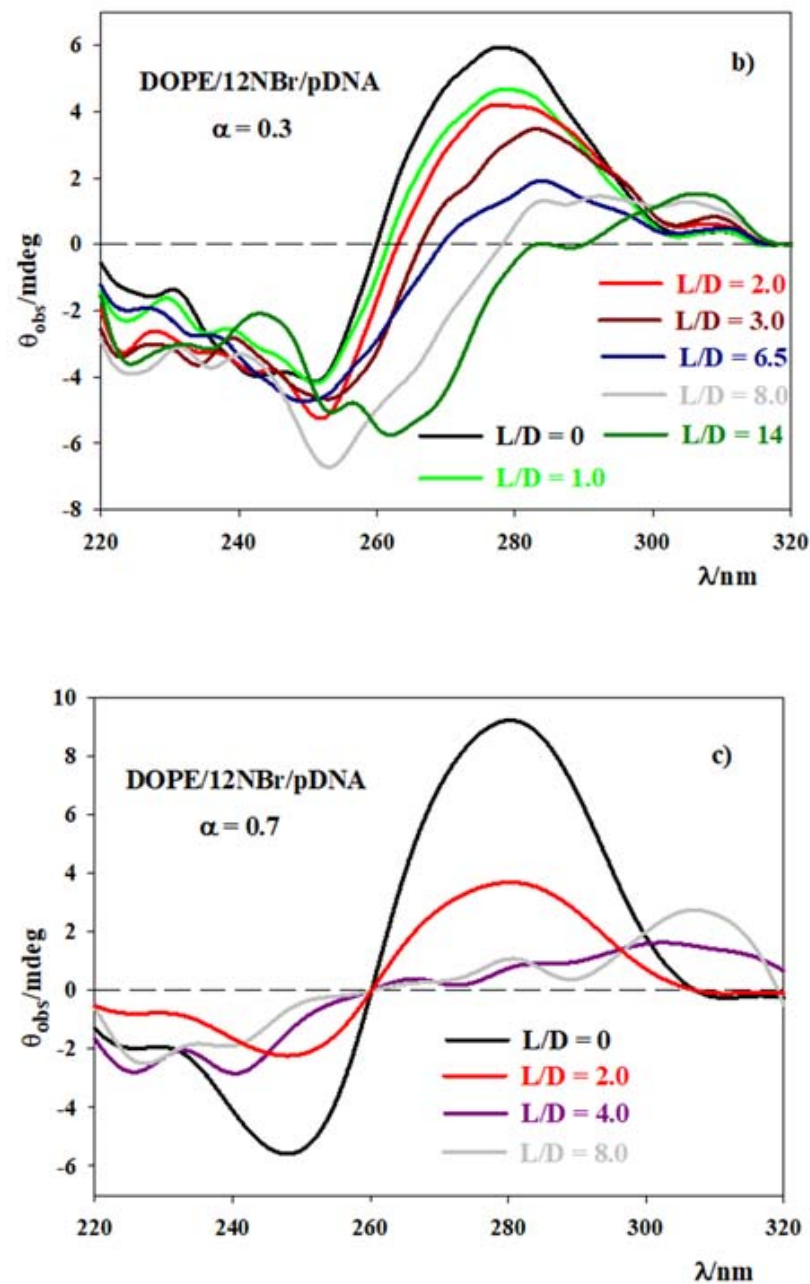 6
b)
DOPE/12NBr/pDNA
4
α = 0.3
2
0
L/D = 2.0
-2
L/D = 3.0
L/D = 6.5
-4
L/D = 8.0
-6
L/D = 0
L/D = 14
L/D = 1.0
-8
θobs/mdeg
220 240 260 280 300 320
λ/nm
10
c)
8
DOPE/12NBr/pDNA
6
α = 0.7
4
2
0
L/D = 0
-2
L/D = 2.0
-4
L/D = 4.0
L/D = 8.0
-6
θobs/mdeg
220 240 260 280 300 320
λ/nm